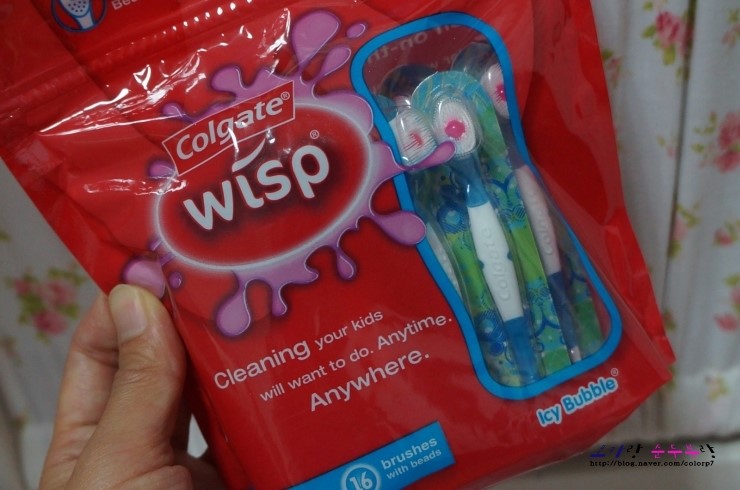 Colgate®
wisp®
Cleaning your kids
will want to do. Anytime.
Anywhere.
Colgate
Icy Bubble®
16 brushes
with beads
http://blog.naver.com/colorp7